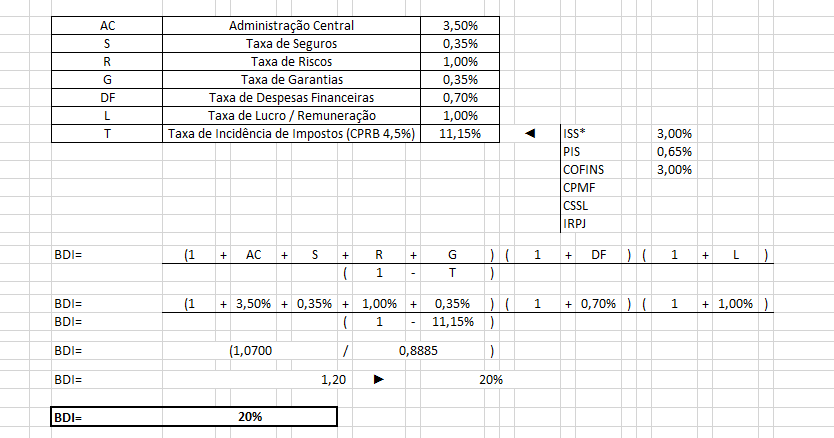 AC Administração Central 3,50%
S Taxa de Seguros 0,35%
R Taxa de Riscos 1,00%
G Taxa de Garantias 0,35%
DF Taxa de Despesas Financeiras 0,70%
L Taxa de Lucro / Remuneração 1,00%
T Taxa de Incidência de Impostos (CPRB 4,5%) 11,15% ◄ ISS* 3,00%
PIS 0,65%
COFINS 3,00%
CPMF
CSSL
IRPJ
BDI= (1 + AC + S + R + G ) ( 1 + DF ) ( 1 + L )
( 1 - T )
BDI= (1 + 3,50% + 0,35% + 1,00% + 0,35% ) ( 1 + 0,70% ) ( 1 + 1,00% )
BDI= ( 1 - 11,15% )
BDI= (1,0700 / 0,8885 )
BDI= 1,20 ► 20%
BDI= 20%